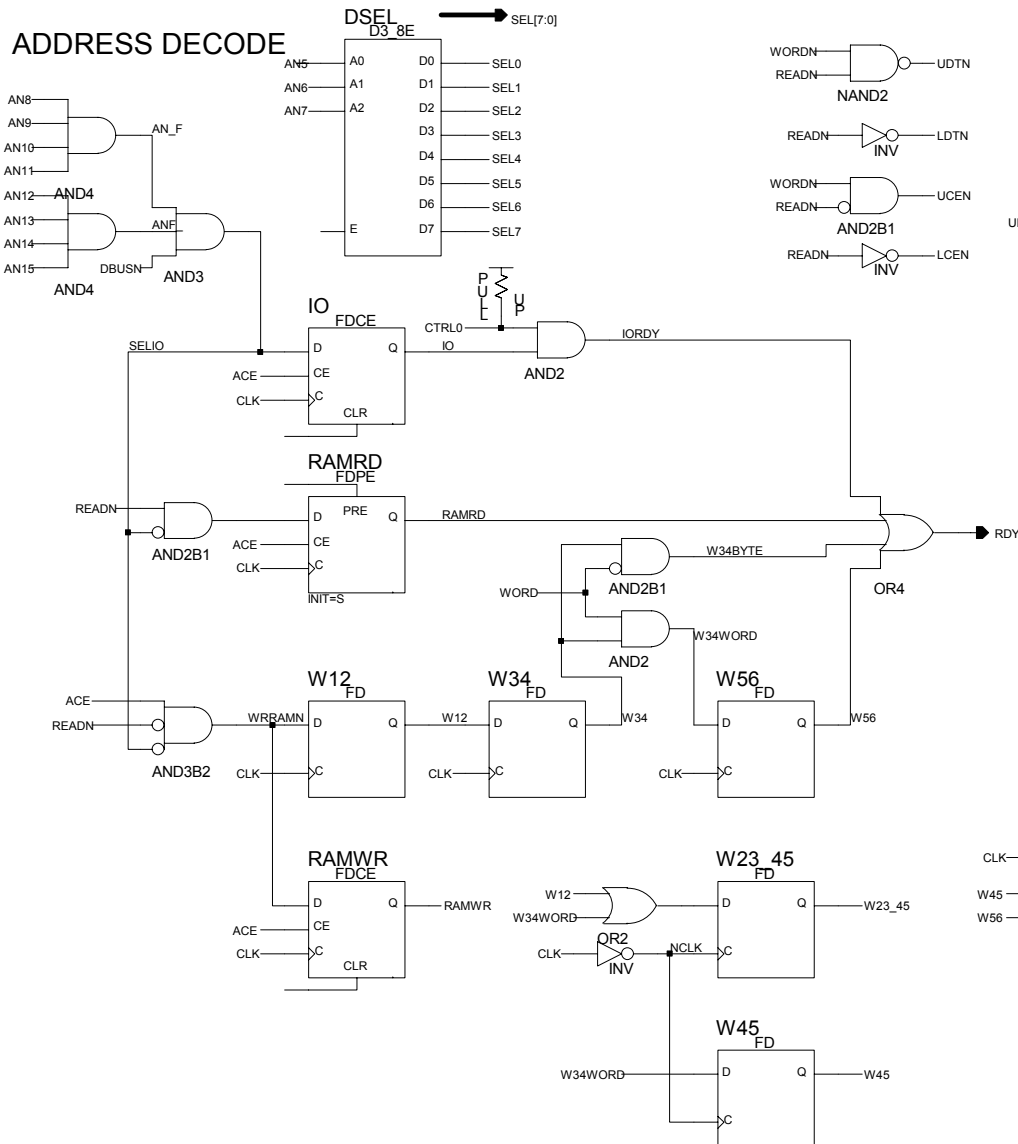 ADDRESS DECODE
DSEL
D3_8E
SEL[7:0]
AN5 A0 D0 SEL0
AN6 A1 D1 SEL1
AN7 A2 D2 SEL2
D3 SEL3
D4 SEL4
D5 SEL5
D6 SEL6
E D7 SEL7
AN8
AN9
AN10
AN11
AN_F
AND4
AN12
AN13
AN14
AN15
ANF
AND4
DBUSN
AND3
WORDN
READN
UDTN
NAND2
READN LDTN
INV
WORDN
READN
UCEN
AND2B1
READN LCEN
INV
PULL
UP
IO
FDCE
SELIO
D Q IO
ACE CE
CLK C
CLR
CTRL0
AND2
IORDY
RAMRD
FDPE
PRE
READN
AND2B1
D Q RAMRD
ACE CE
CLK C
INIT=S
WORD
W34BYTE
AND2B1
AND2
W34WORD
OR4
RDY
ACE
READN
AND3B2
WRRAMN
W12
FD
D Q W12
CLK C
W34
FD
D Q W34
CLK C
W56
FD
D Q W56
CLK C
RAMWR
FDCE
D Q RAMWR
ACE CE
CLK C
CLR
W12
W34WORD
OR2
CLK
INV
NCLK
W23_45
FD
D Q W23_45
C
W45
FD
W34WORD D Q W45
C
CLK
W45
W56